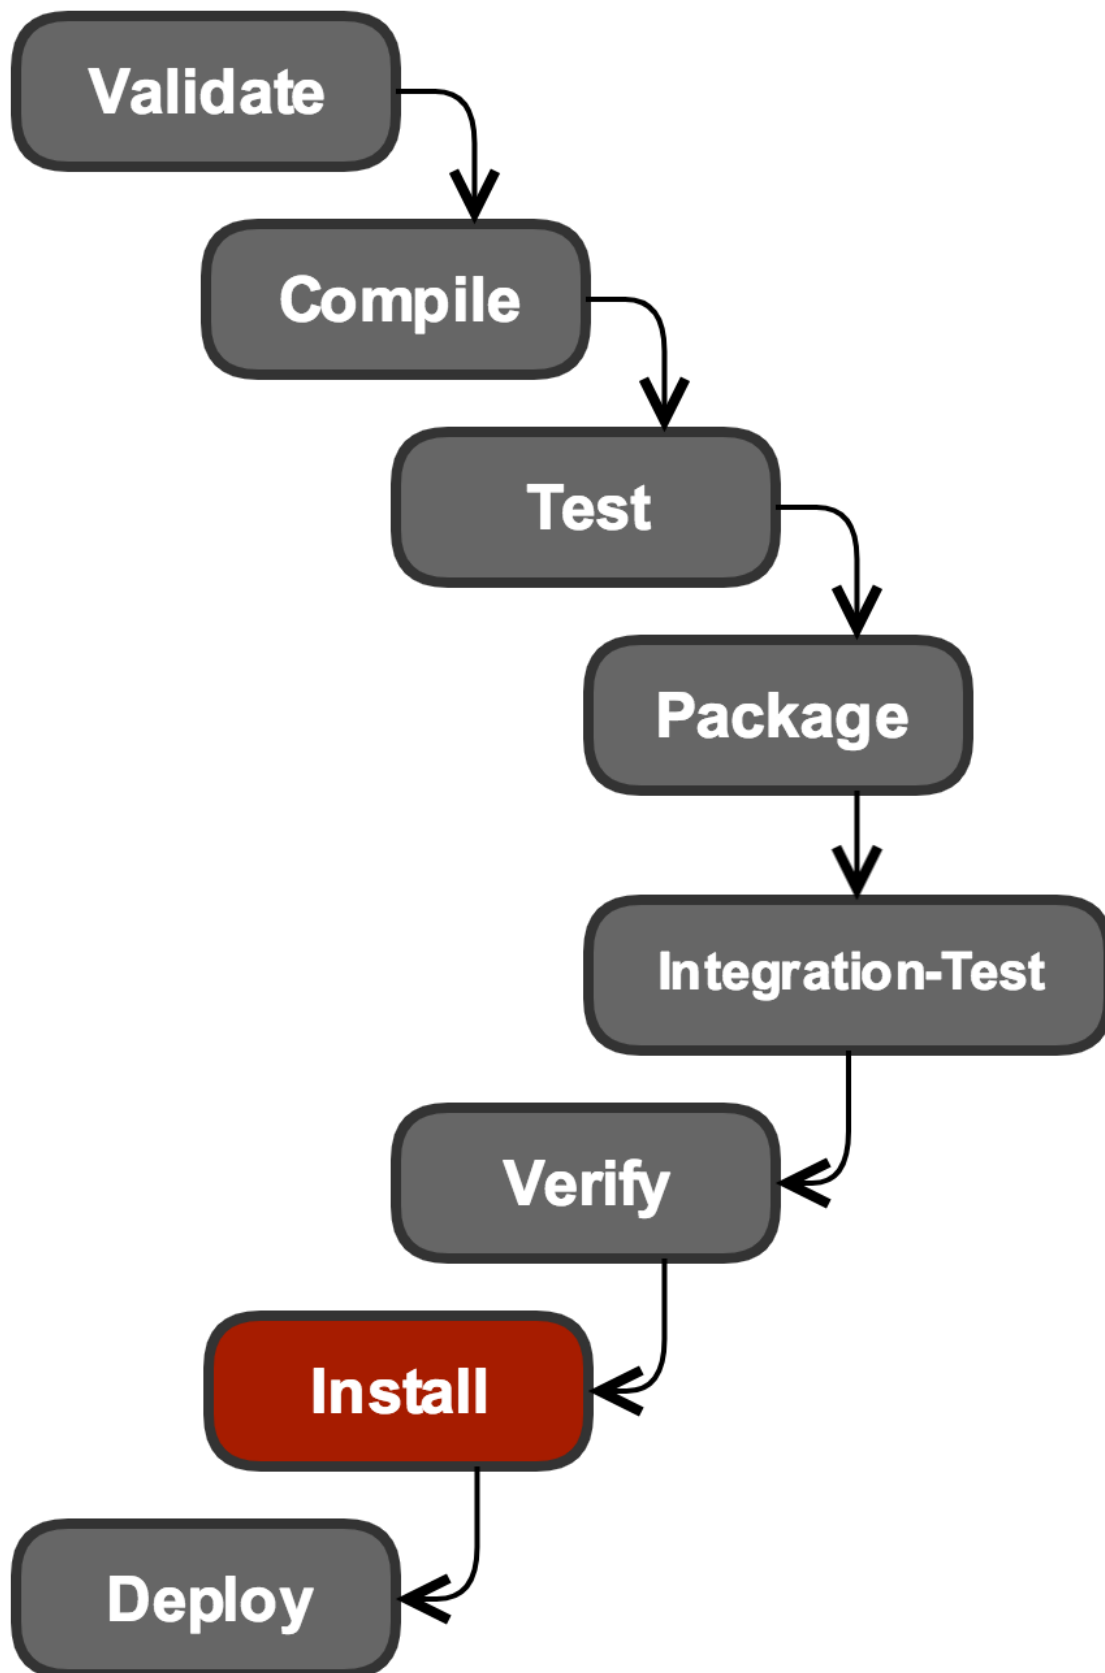 Validate
Compile
Test
Package
Integration-Test
Verify
Install
Deploy